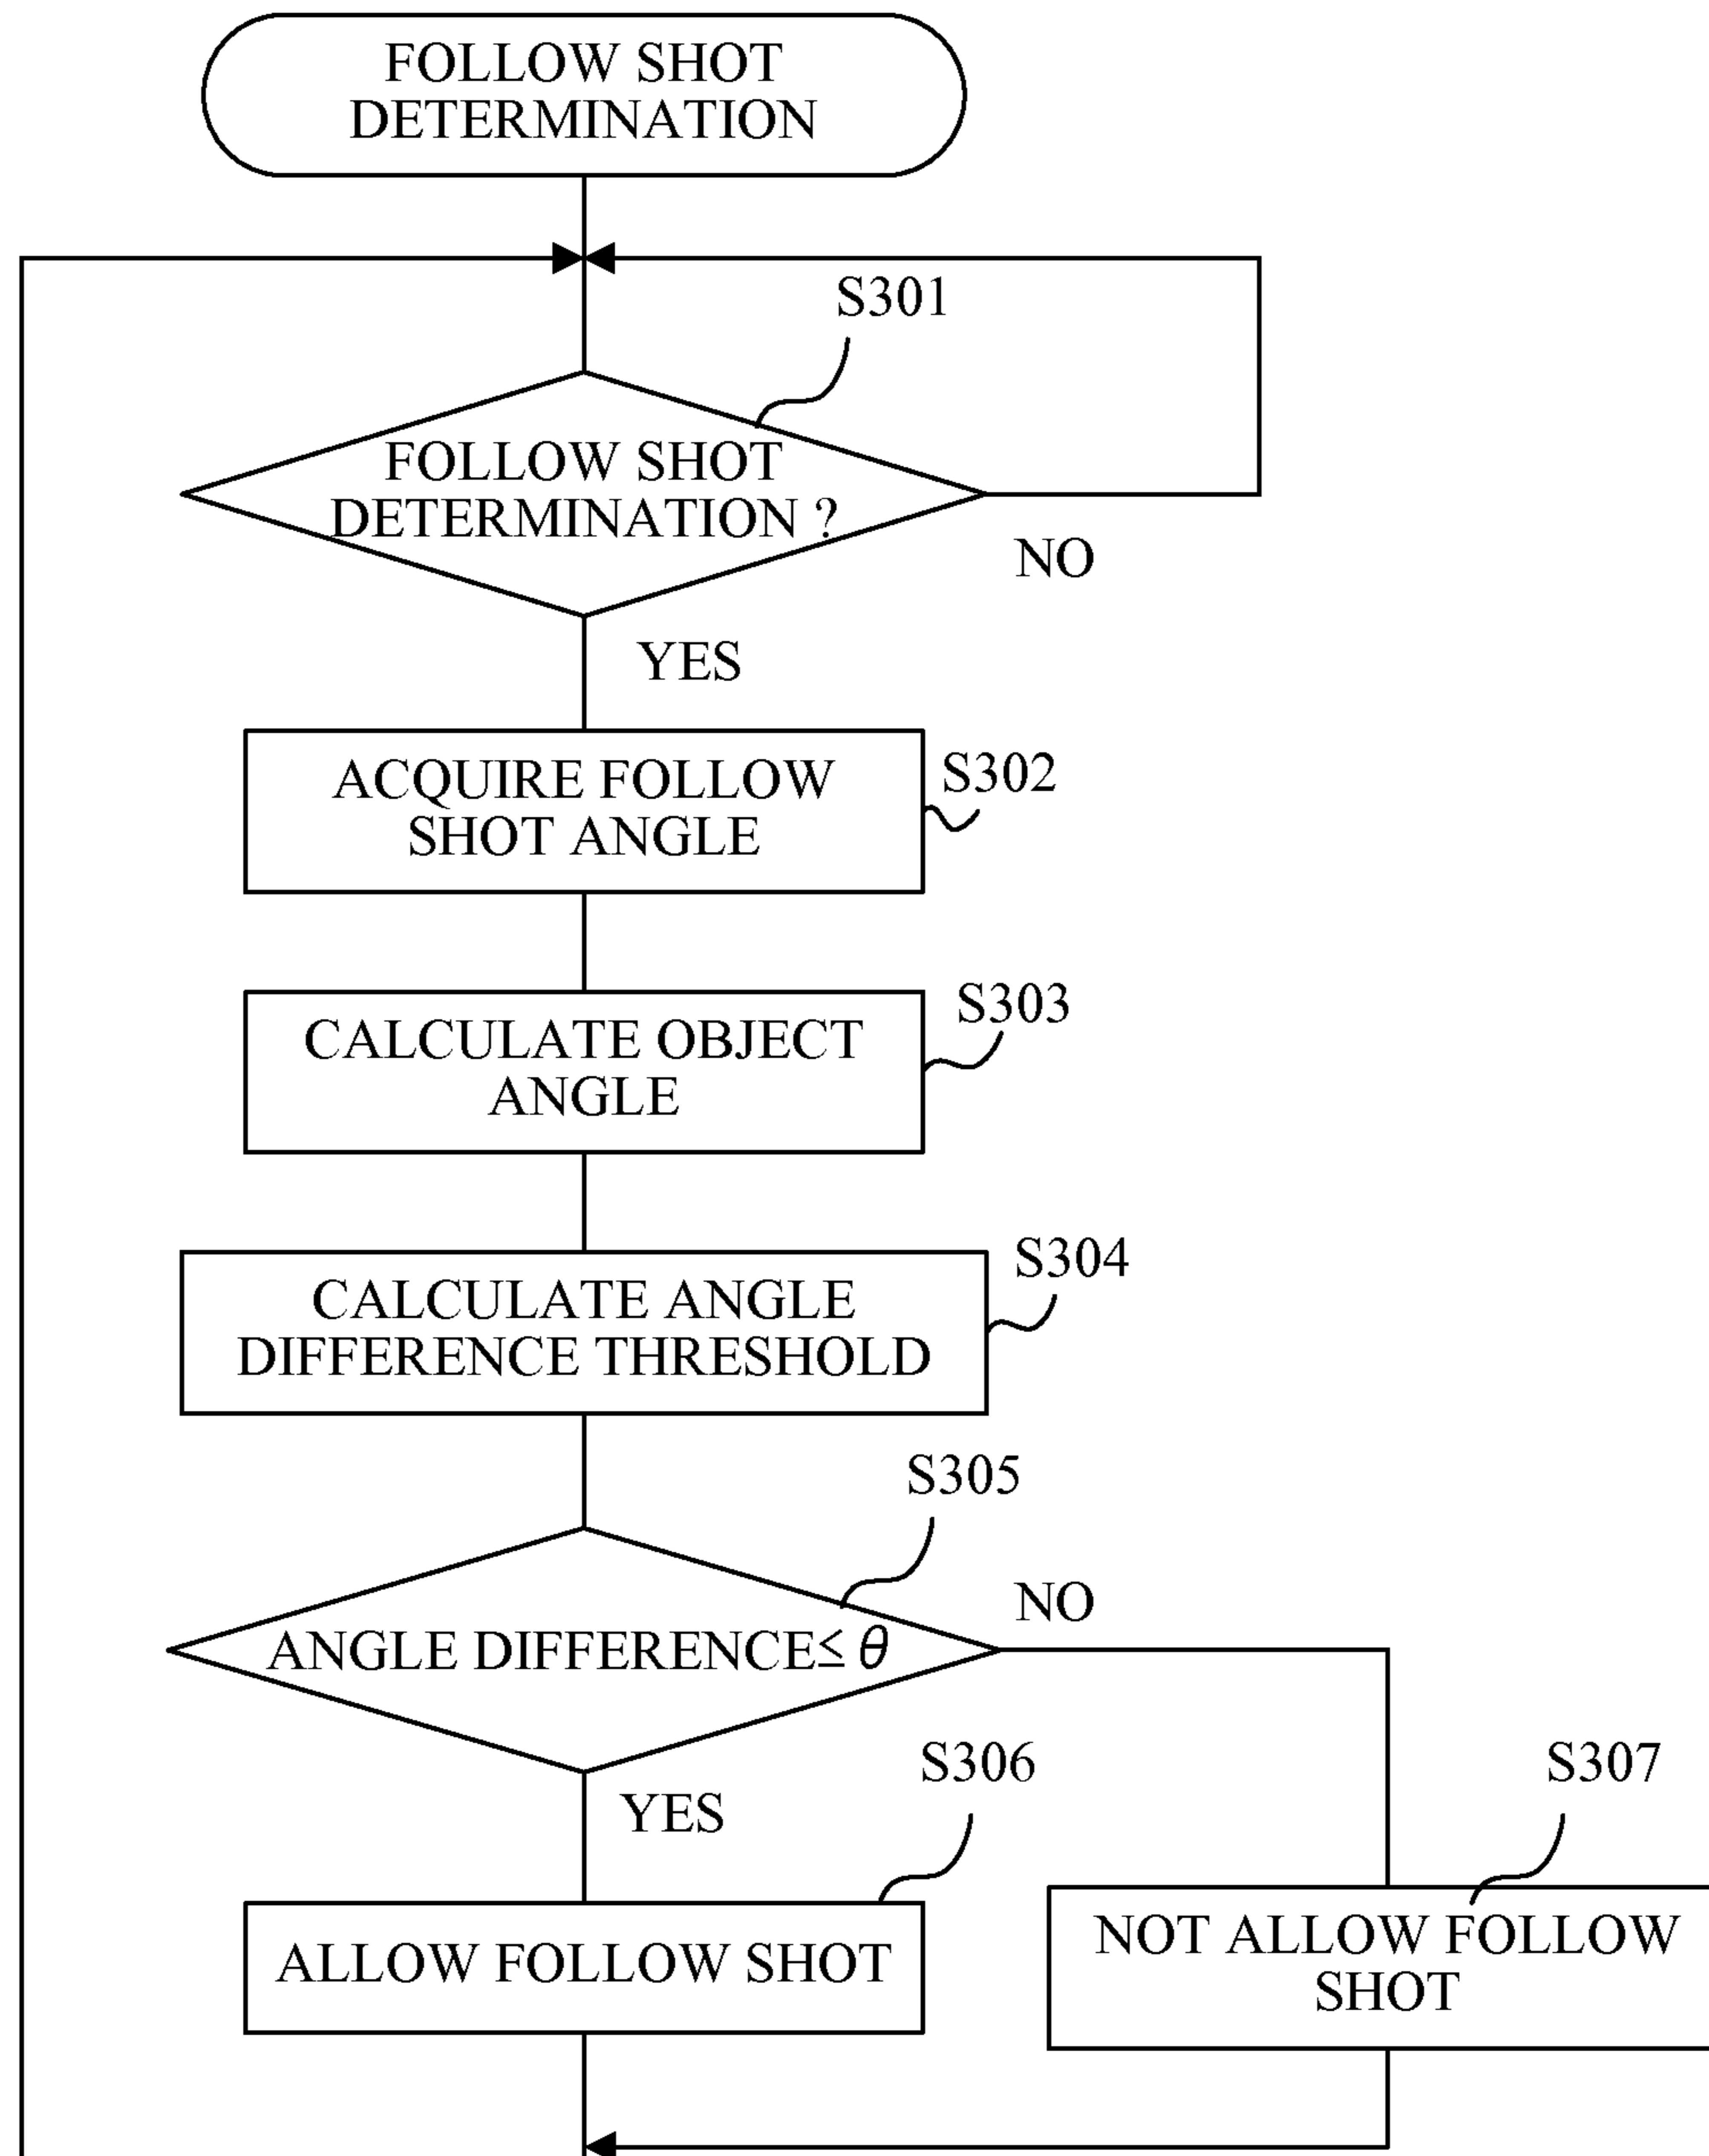 FOLLOW SHOT
DETERMINATION
S301
FOLLOW SHOT
DETERMINATION ?
NO
YES
ACQUIRE FOLLOW
SHOT ANGLE
S302
CALCULATE OBJECT
ANGLE
S303
CALCULATE ANGLE
DIFFERENCE THRESHOLD
S304
S305
ANGLE DIFFERENCE≦ θ
NO
YES
S306
ALLOW FOLLOW SHOT
S307
NOT ALLOW FOLLOW
SHOT